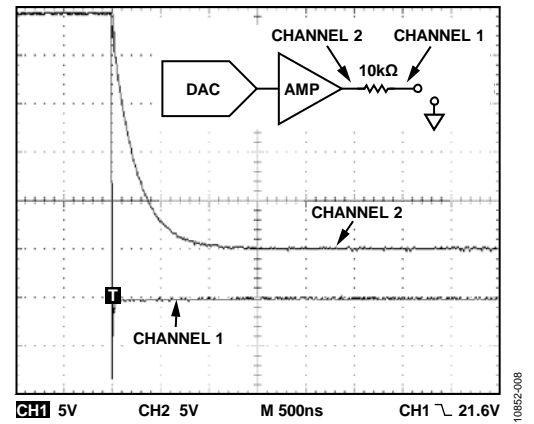 CHANNEL 2 CHANNEL 1
10kΩ
DAC AMP
CHANNEL 2
T
CHANNEL 1
CH1 5V CH2 5V M 500ns CH1 21.6V
10852-008